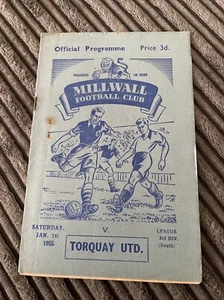 Official Programme Price 3d.
MILLWALL
FOOTBALL CLUB
SATURDAY,
JAN. 1st
1955
V.
LEAGUE
3rd DIV.
(South)
TORQUAY UTD.